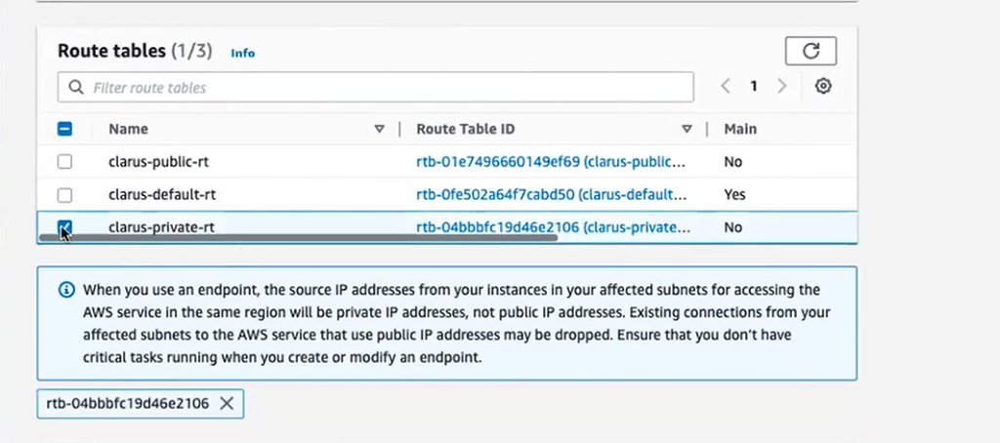 Route tables (1/3) Info
Filter route tables
1
Name Route Table ID Main
clarus-public-rt rtb-01e7496660149ef69 (clarus-public... No
clarus-default-rt rtb-0fe502a64f7cabd50 (clarus-default... Yes
clarus-private-rt rtb-04bbbfc19d46e2106 (clarus-private... No
When you use an endpoint, the source IP addresses from your instances in your affected subnets for accessing the
AWS service in the same region will be private IP addresses, not public IP addresses. Existing connections from your
affected subnets to the AWS service that use public IP addresses may be dropped. Ensure that you don't have
critical tasks running when you create or modify an endpoint.
rtb-04bbbfc19d46e2106